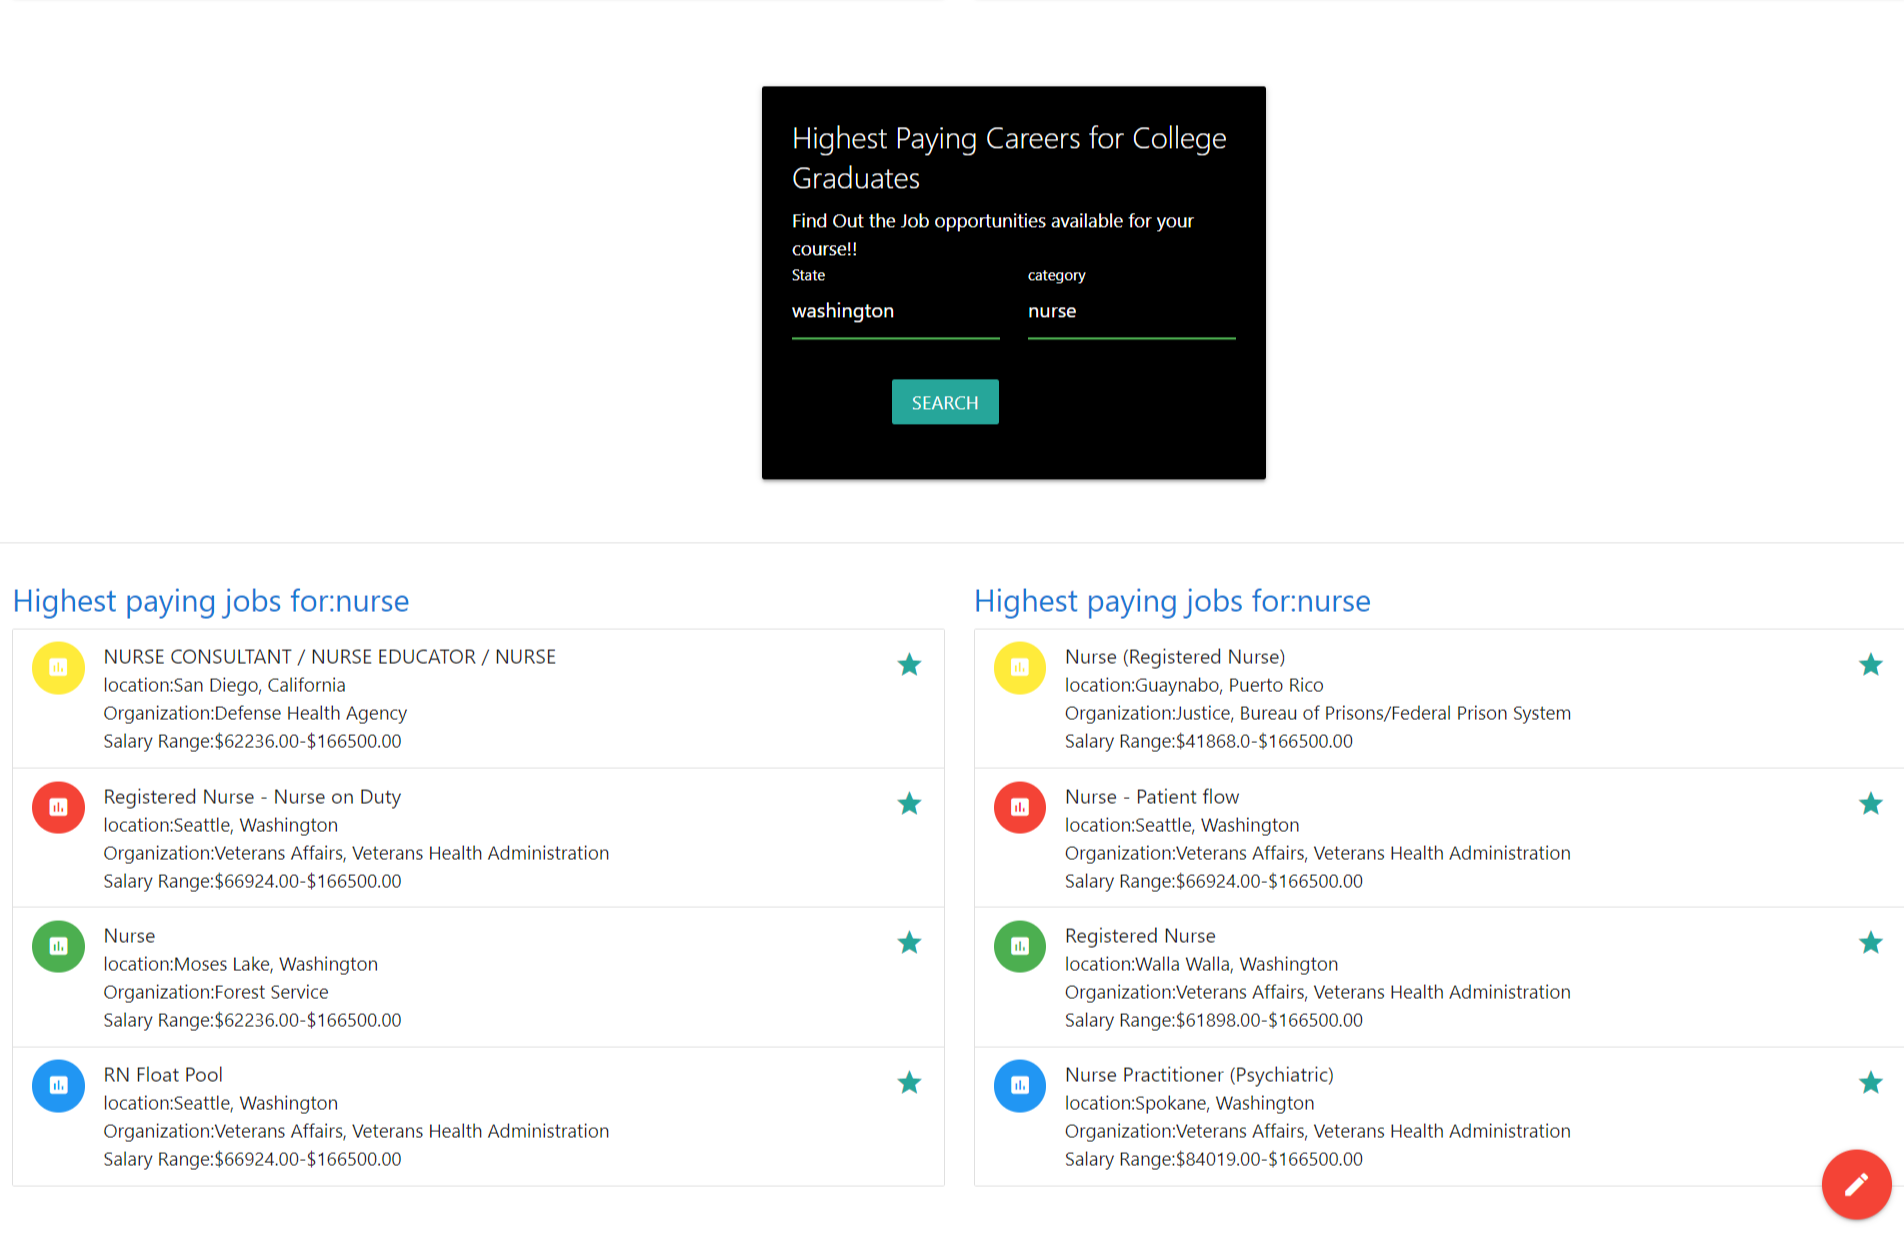 Highest Paying Careers for College
Graduates
Find Out the Job opportunities available for your
course!!
State
category
washington
nurse
SEARCH
Highest paying jobs for:nurse
NURSE CONSULTANT / NURSE EDUCATOR / NURSE
location:San Diego, California
Organization:Defense Health Agency
Salary Range:$62236.00-$166500.00
Registered Nurse - Nurse on Duty
location:Seattle, Washington
Organization:Veterans Affairs, Veterans Health Administration
Salary Range:$66924.00-$166500.00
Nurse
location:Moses Lake, Washington
Organization:Forest Service
Salary Range:$62236.00-$166500.00
RN Float Pool
location:Seattle, Washington
Organization:Veterans Affairs, Veterans Health Administration
Salary Range:$66924.00-$166500.00
Highest paying jobs for:nurse
Nurse (Registered Nurse)
location:Guaynabo, Puerto Rico
Organization:Justice, Bureau of Prisons/Federal Prison System
Salary Range:$41868.0-$166500.00
Nurse - Patient flow
location:Seattle, Washington
Organization:Veterans Affairs, Veterans Health Administration
Salary Range:$66924.00-$166500.00
Registered Nurse
location:Walla Walla, Washington
Organization:Veterans Affairs, Veterans Health Administration
Salary Range:$61898.00-$166500.00
Nurse Practitioner (Psychiatric)
location:Spokane, Washington
Organization:Veterans Affairs, Veterans Health Administration
Salary Range:$84019.00-$166500.00